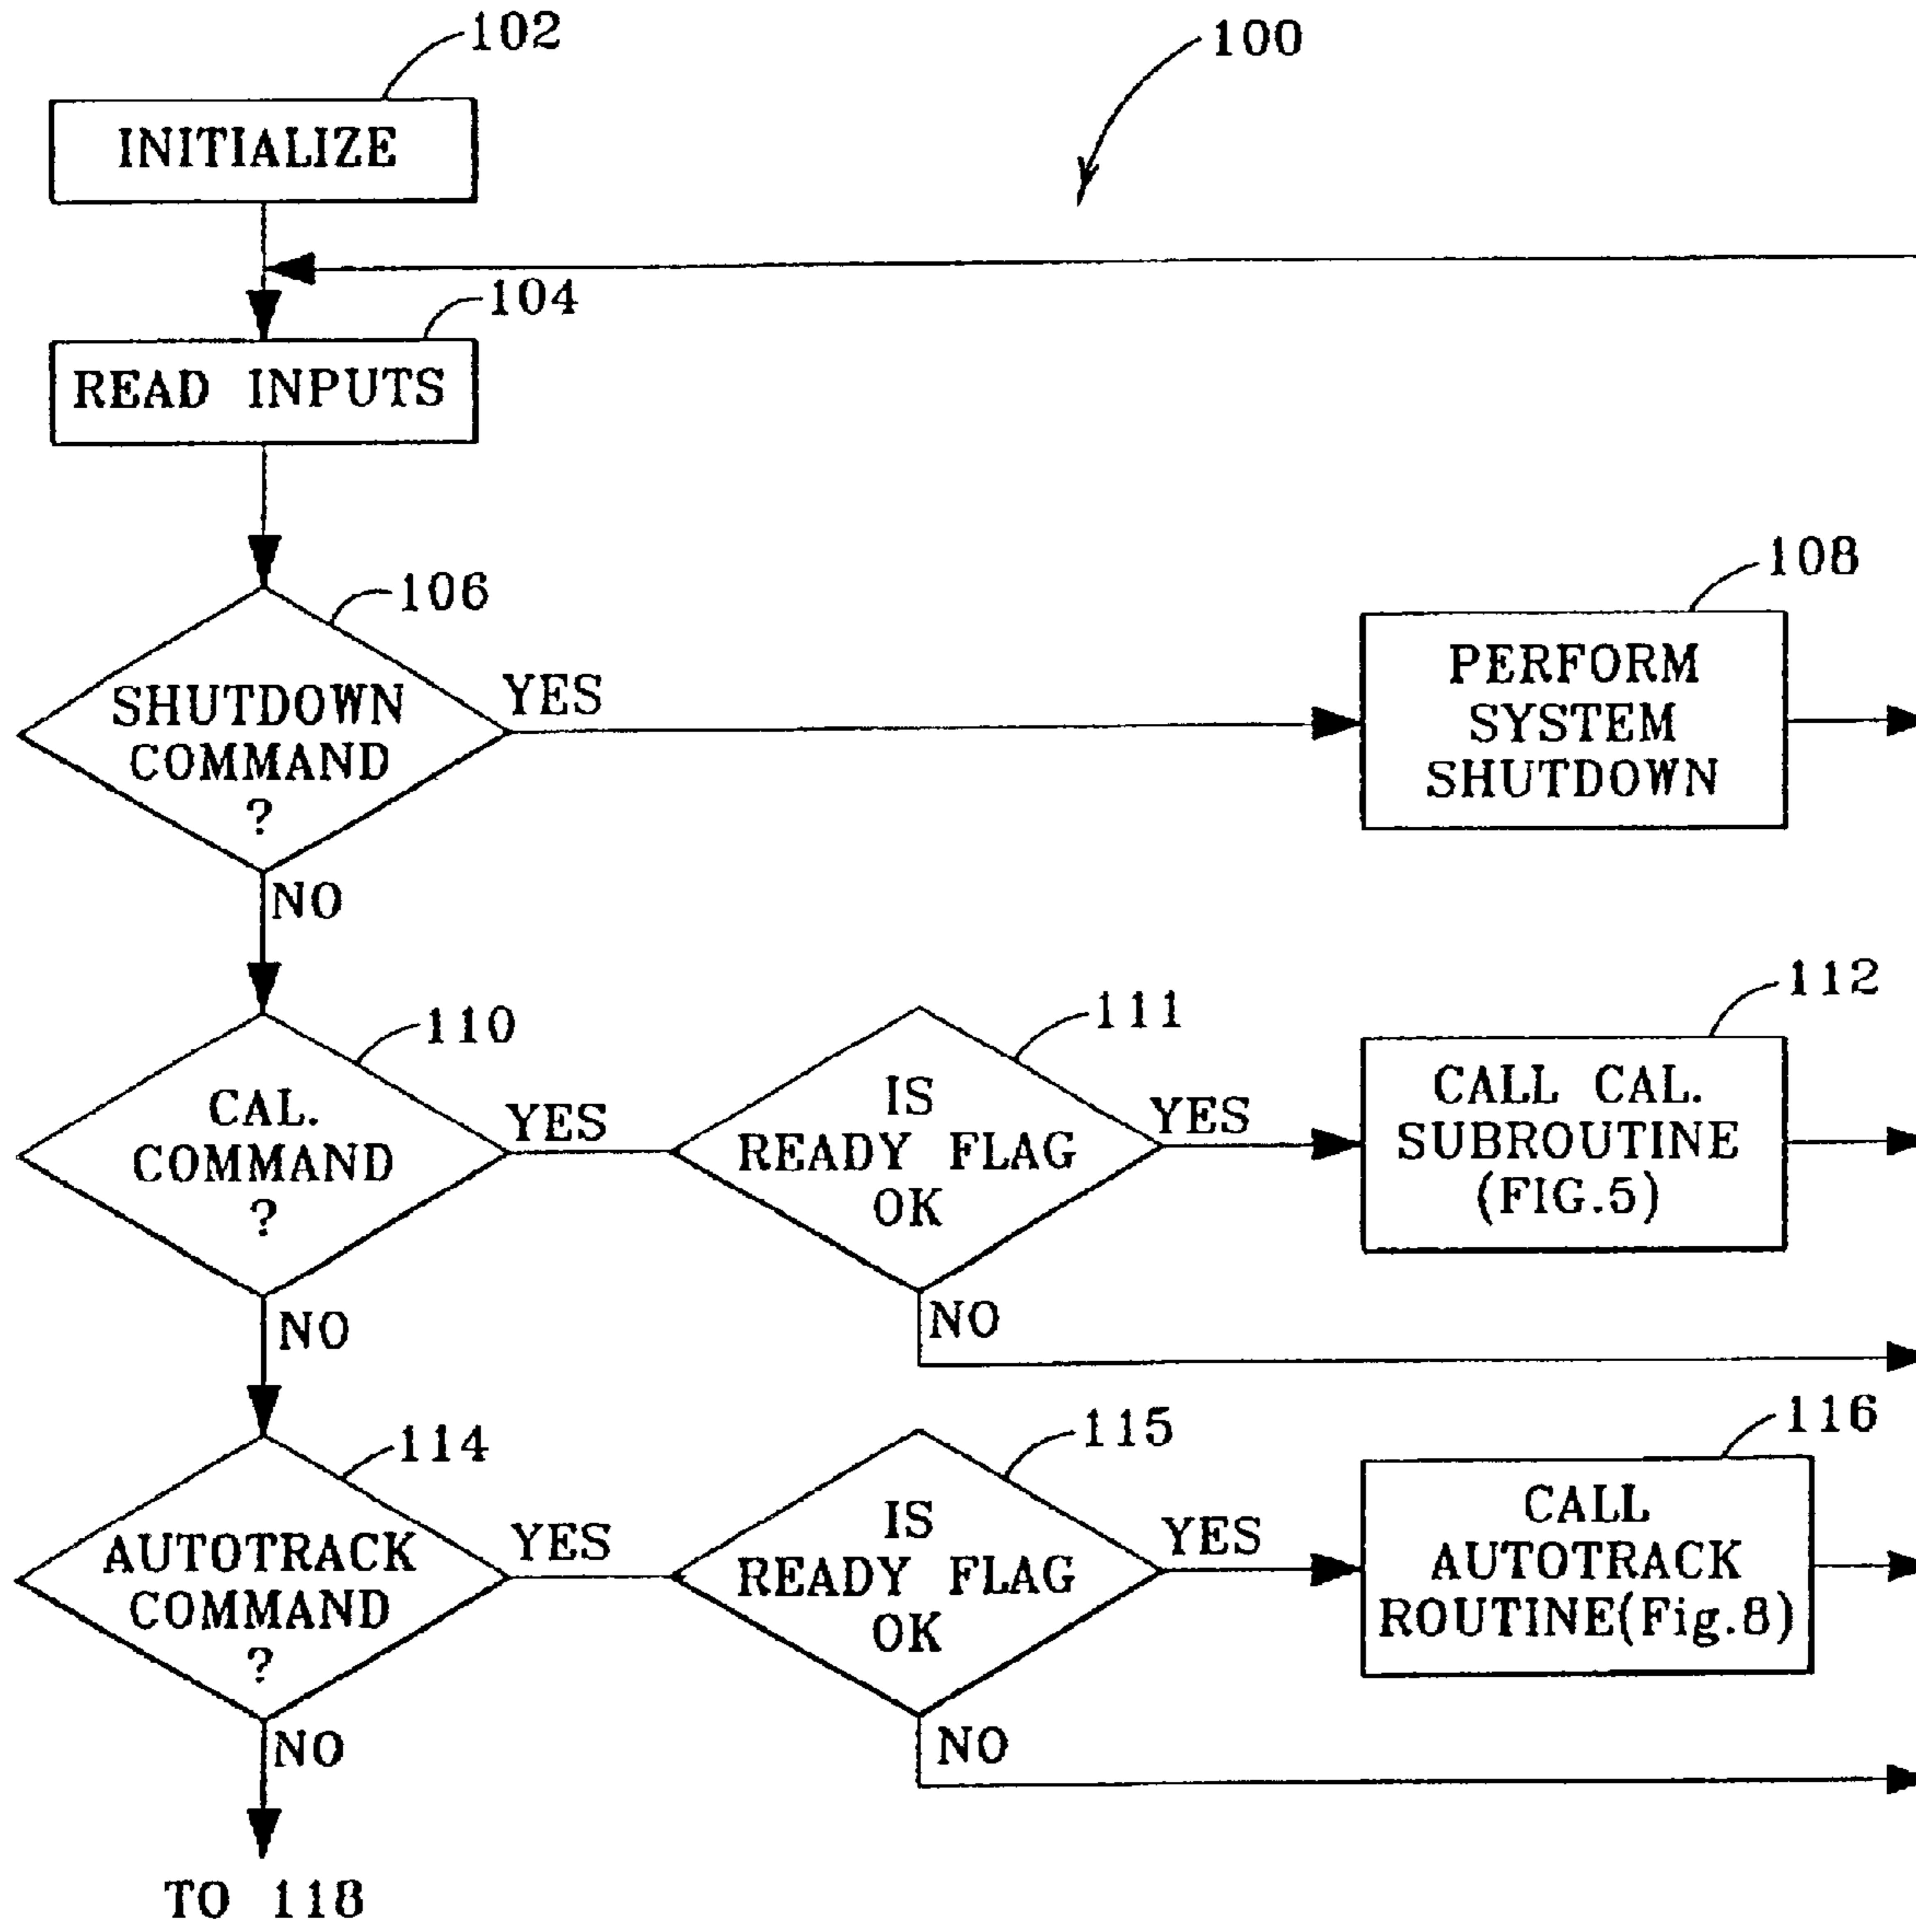 102
100
INITIALIZE
104
READ INPUTS
106
108
SHUTDOWN
COMMAND
?
YES
PERFORM
SYSTEM
SHUTDOWN
NO
110
111
112
CAL.
COMMAND
?
YES
IS
READY FLAG
OK
YES
CALL CAL.
SUBROUTINE
(FIG.5)
NO
NO
114
115
116
AUTOTRACK
COMMAND
?
YES
IS
READY FLAG
OK
YES
CALL
AUTOTRACK
ROUTINE(Fig.8)
NO
NO
TO 118